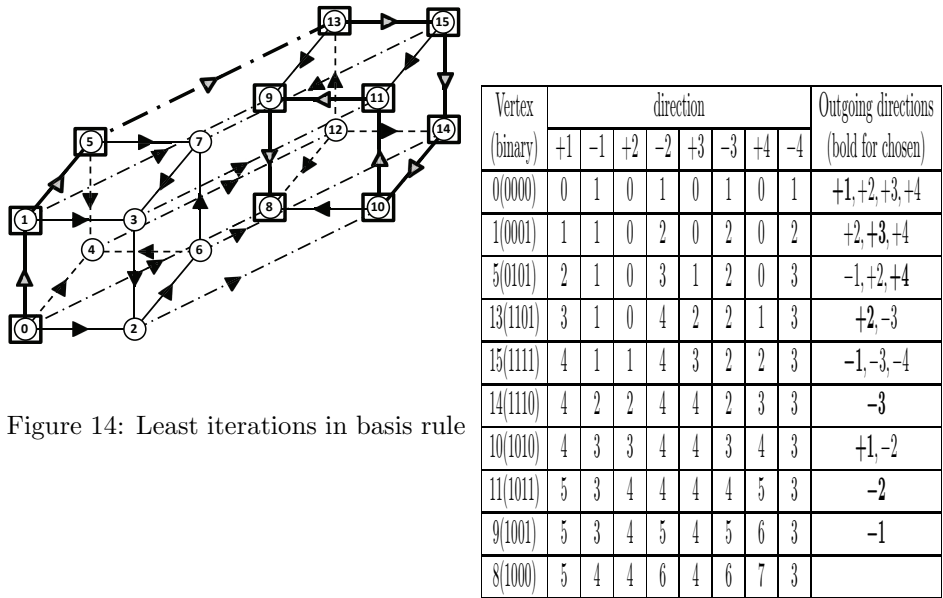 13 15
9 11
5 7 12 14
1 3 8 10
4 6
0 2
Figure 14: Least iterations in basis rule
Vertex direction Outgoing directions
(binary) +1 −1 +2 −2 +3 −3 +4 −4 (bold for chosen)
0(0000) 0 1 0 1 0 1 0 1 +1,+2,+3,+4
1(0001) 1 1 0 2 0 2 0 2 +2,+3,+4
5(0101) 2 1 0 3 1 2 0 3 −1,+2,+4
13(1101) 3 1 0 4 2 2 1 3 +2,−3
15(1111) 4 1 1 4 3 2 2 3 −1,−3,−4
14(1110) 4 2 2 4 4 2 3 3 −3
10(1010) 4 3 3 4 4 3 4 3 +1,−2
11(1011) 5 3 4 4 4 4 5 3 −2
9(1001) 5 3 4 5 4 5 6 3 −1
8(1000) 5 4 4 6 4 6 7 3